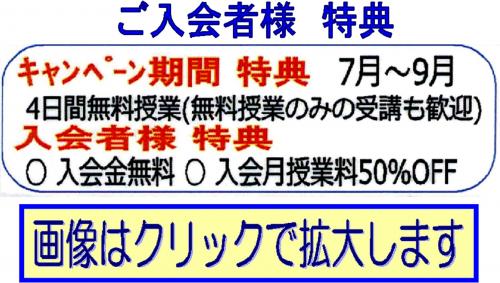 ご入会者様 特典
キャンペーン期間 特典 7月～9月
4日間無料授業(無料授業のみの受講も歓迎)
入会者様 特典
〇 入会金無料 〇 入会月授業料50%OFF
画像はクリックで拡大します